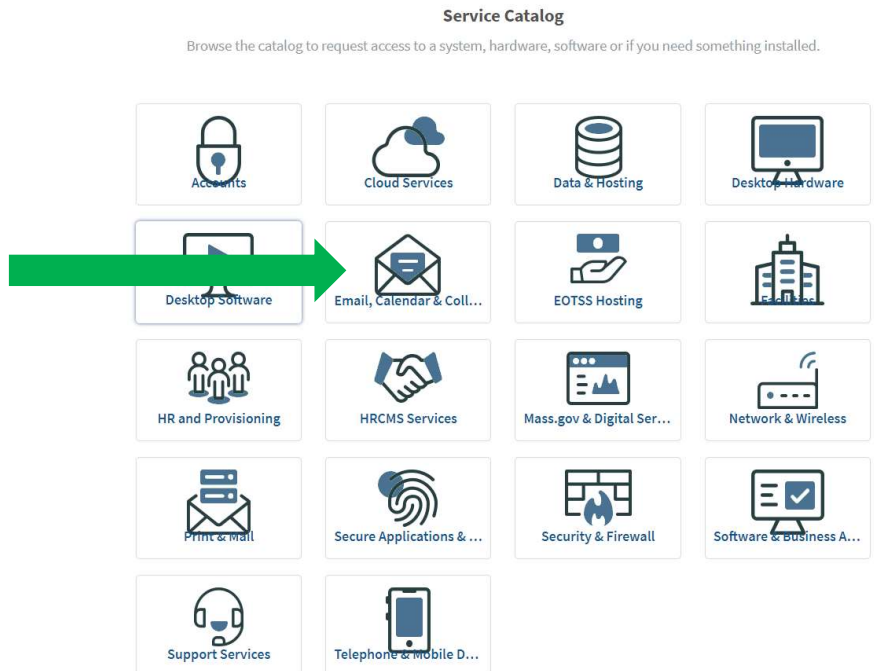 Service Catalog
Browse the catalog to request access to a system, hardware, software or if you need something installed.
Accounts
Cloud Services
Data & Hosting
Desktop Hardware
Desktop Software
Email, Calendar & Coll...
EOTSS Hosting
Facilities
HR and Provisioning
HRCMS Services
Mass.gov & Digital Ser...
Network & Wireless
Print & Mail
Secure Applications & ...
Security & Firewall
Software & Business A...
Support Services
Telephone & Mobile D...